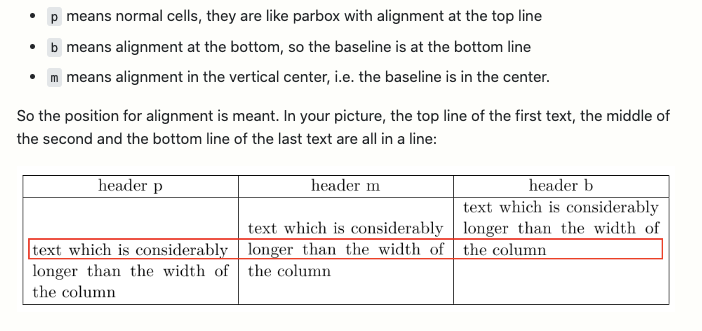 p means normal cells, they are like parbox with alignment at the top line
b means alignment at the bottom, so the baseline is at the bottom line
m means alignment in the vertical center, i.e. the baseline is in the center.
So the position for alignment is meant. In your picture, the top line of the first text, the middle of
the second and the bottom line of the last text are all in a line:
header p header m header b
text which is considerably
text which is considerably longer than the width of
text which is considerably longer than the width of the column
longer than the width of the column
the column